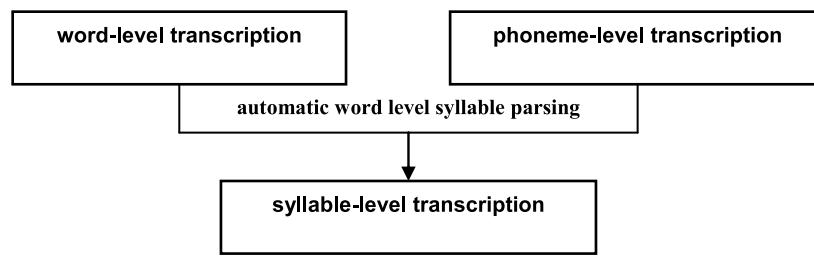 word-level transcription
phoneme-level transcription
automatic word level syllable parsing
syllable-level transcription